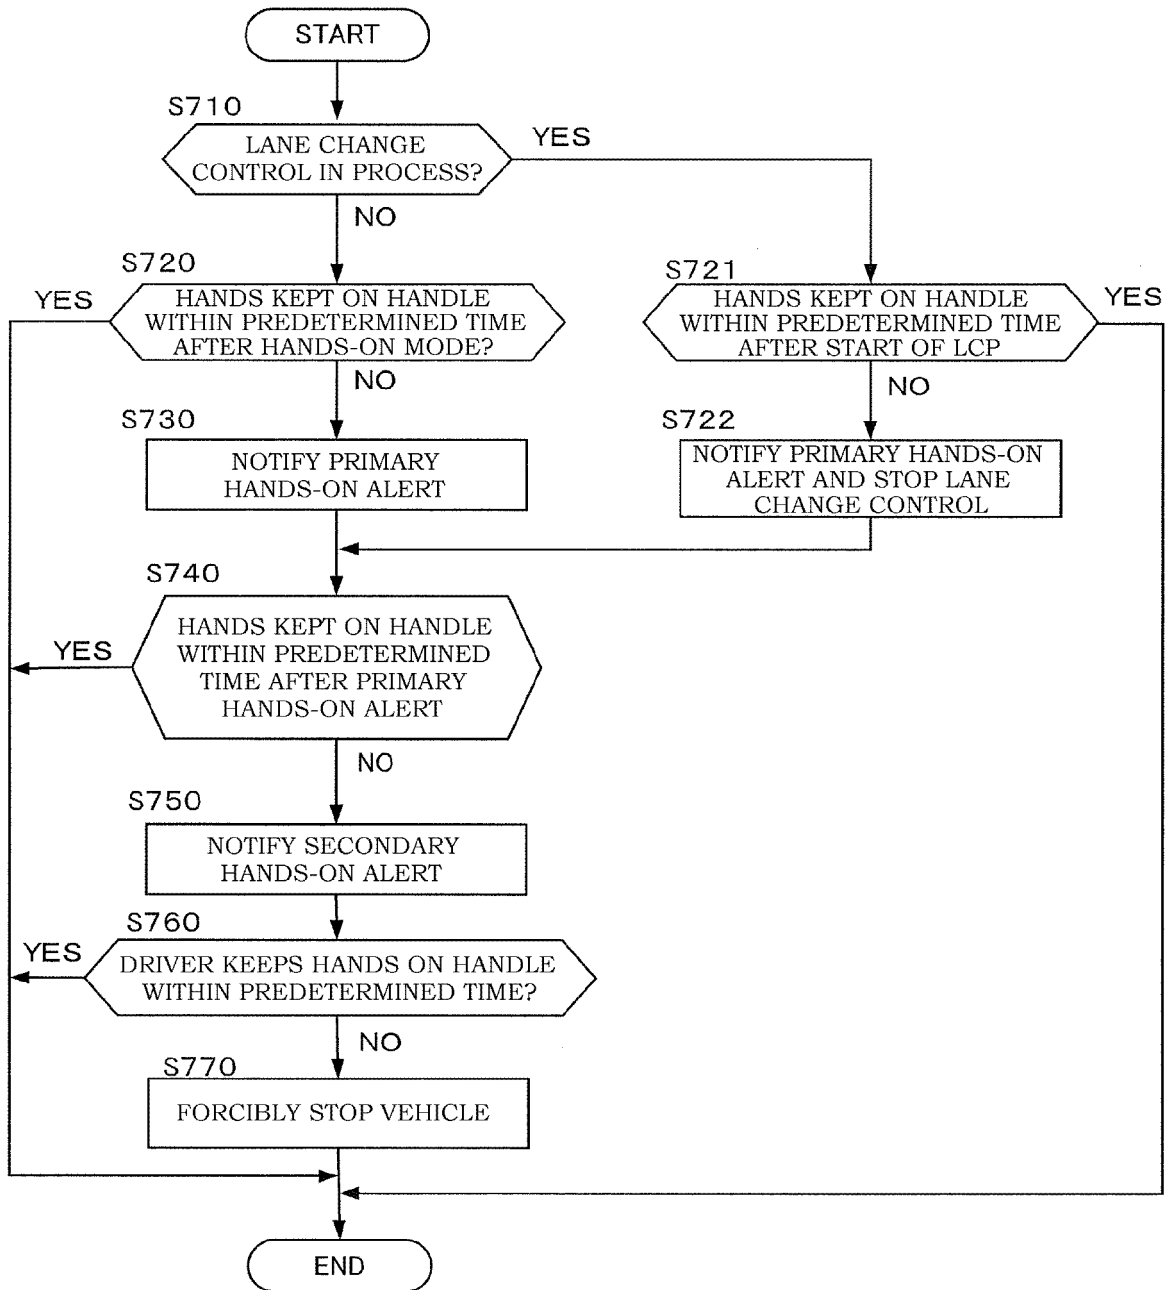 START
S710
LANE CHANGE
CONTROL IN PROCESS?
YES
NO
S720
YES
HANDS KEPT ON HANDLE
WITHIN PREDETERMINED TIME
AFTER HANDS-ON MODE?
NO
S721
HANDS KEPT ON HANDLE
WITHIN PREDETERMINED TIME
AFTER START OF LCP
YES
NO
S730
NOTIFY PRIMARY
HANDS-ON ALERT
S722
NOTIFY PRIMARY HANDS-ON
ALERT AND STOP LANE
CHANGE CONTROL
S740
HANDS KEPT ON HANDLE
WITHIN PREDETERMINED
TIME AFTER PRIMARY
HANDS-ON ALERT
YES
NO
S750
NOTIFY SECONDARY
HANDS-ON ALERT
S760
YES
DRIVER KEEPS HANDS ON HANDLE
WITHIN PREDETERMINED TIME?
NO
S770
FORCIBLY STOP VEHICLE
END